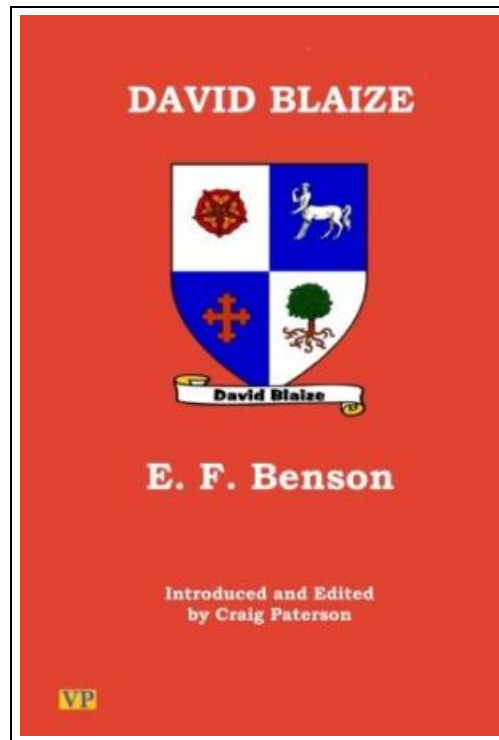 DAVID BLAIZE
David Blaize
E. F. Benson
Introduced and Edited
by Craig Paterson
VP